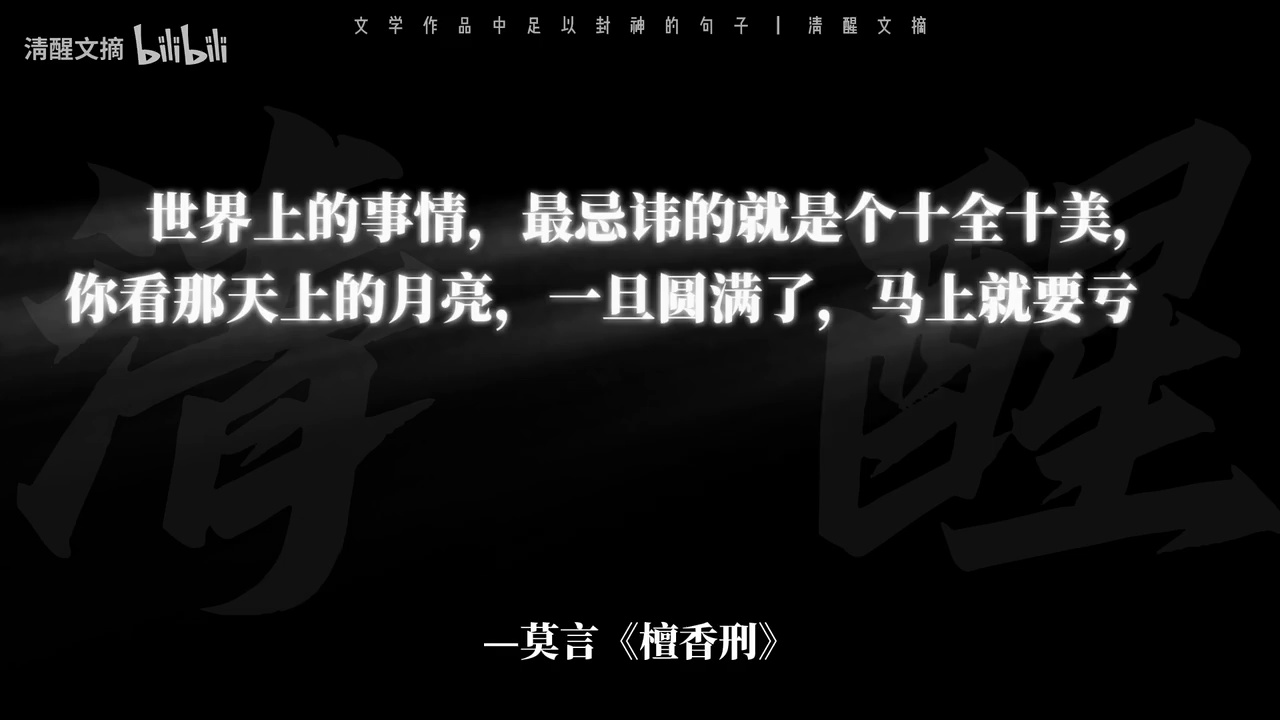 文学作品中足以封神的句子 | 清醒文摘
清醒文摘 bilibili
清醒
世界上的事情，最忌讳的就是个十全十美，
你看那天上的月亮，一旦圆满了，马上就要亏
—莫言《檀香刑》